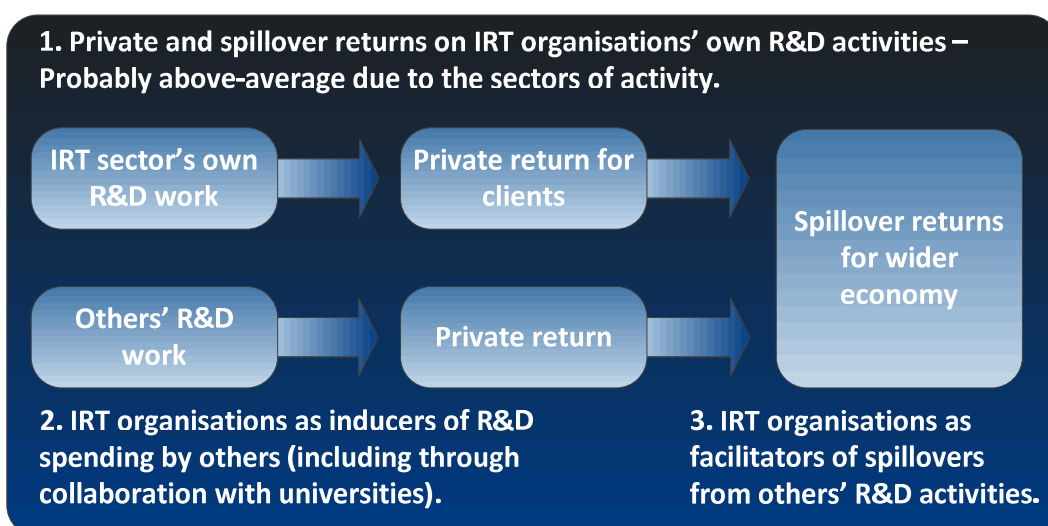 1. Private and spillover returns on IRT organisations’ own R&D activities –
Probably above-average due to the sectors of activity.
IRT sector’s own
R&D work
Private return for
clients
Spillover returns
for wider
economy
Others’ R&D
work
Private return
2. IRT organisations as inducers of R&D
spending by others (including through
collaboration with universities).
3. IRT organisations as
facilitators of spillovers
from others’ R&D activities.